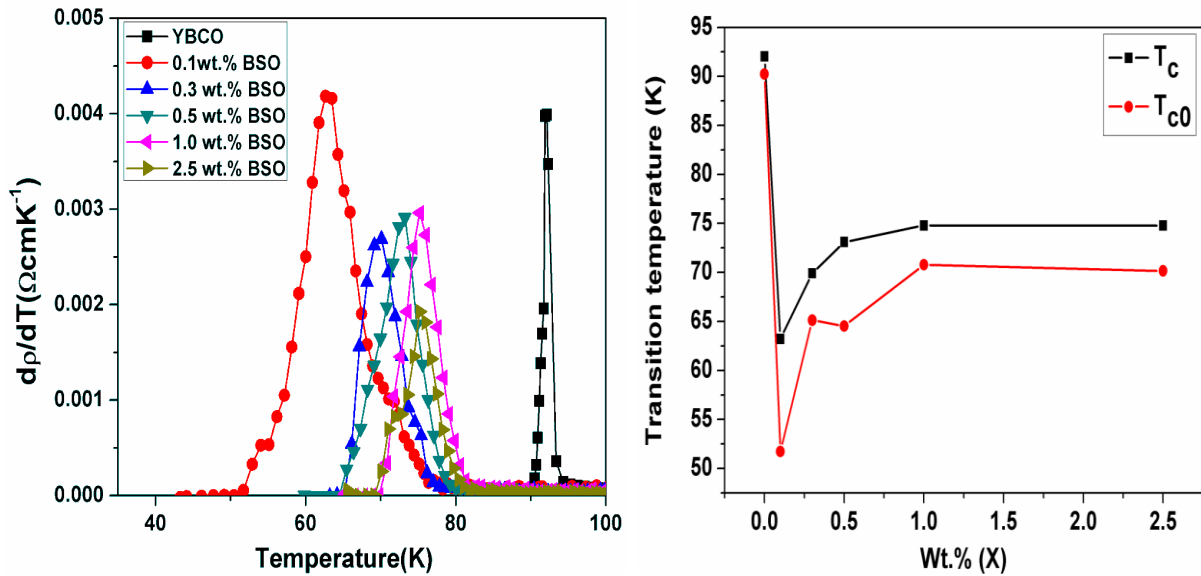 0.005
0.004
0.003
0.002
0.001
0.000
dρ/dT(ΩcmK⁻¹)
YBCO
0.1wt.% BSO
0.3 wt.% BSO
0.5 wt.% BSO
1.0 wt.% BSO
2.5 wt.% BSO
40 60 80 100
Temperature(K)
95
90
85
80
75
70
65
60
55
50
Transition temperature (K)
Tc
Tc0
0.0 0.5 1.0 1.5 2.0 2.5
Wt.% (X)